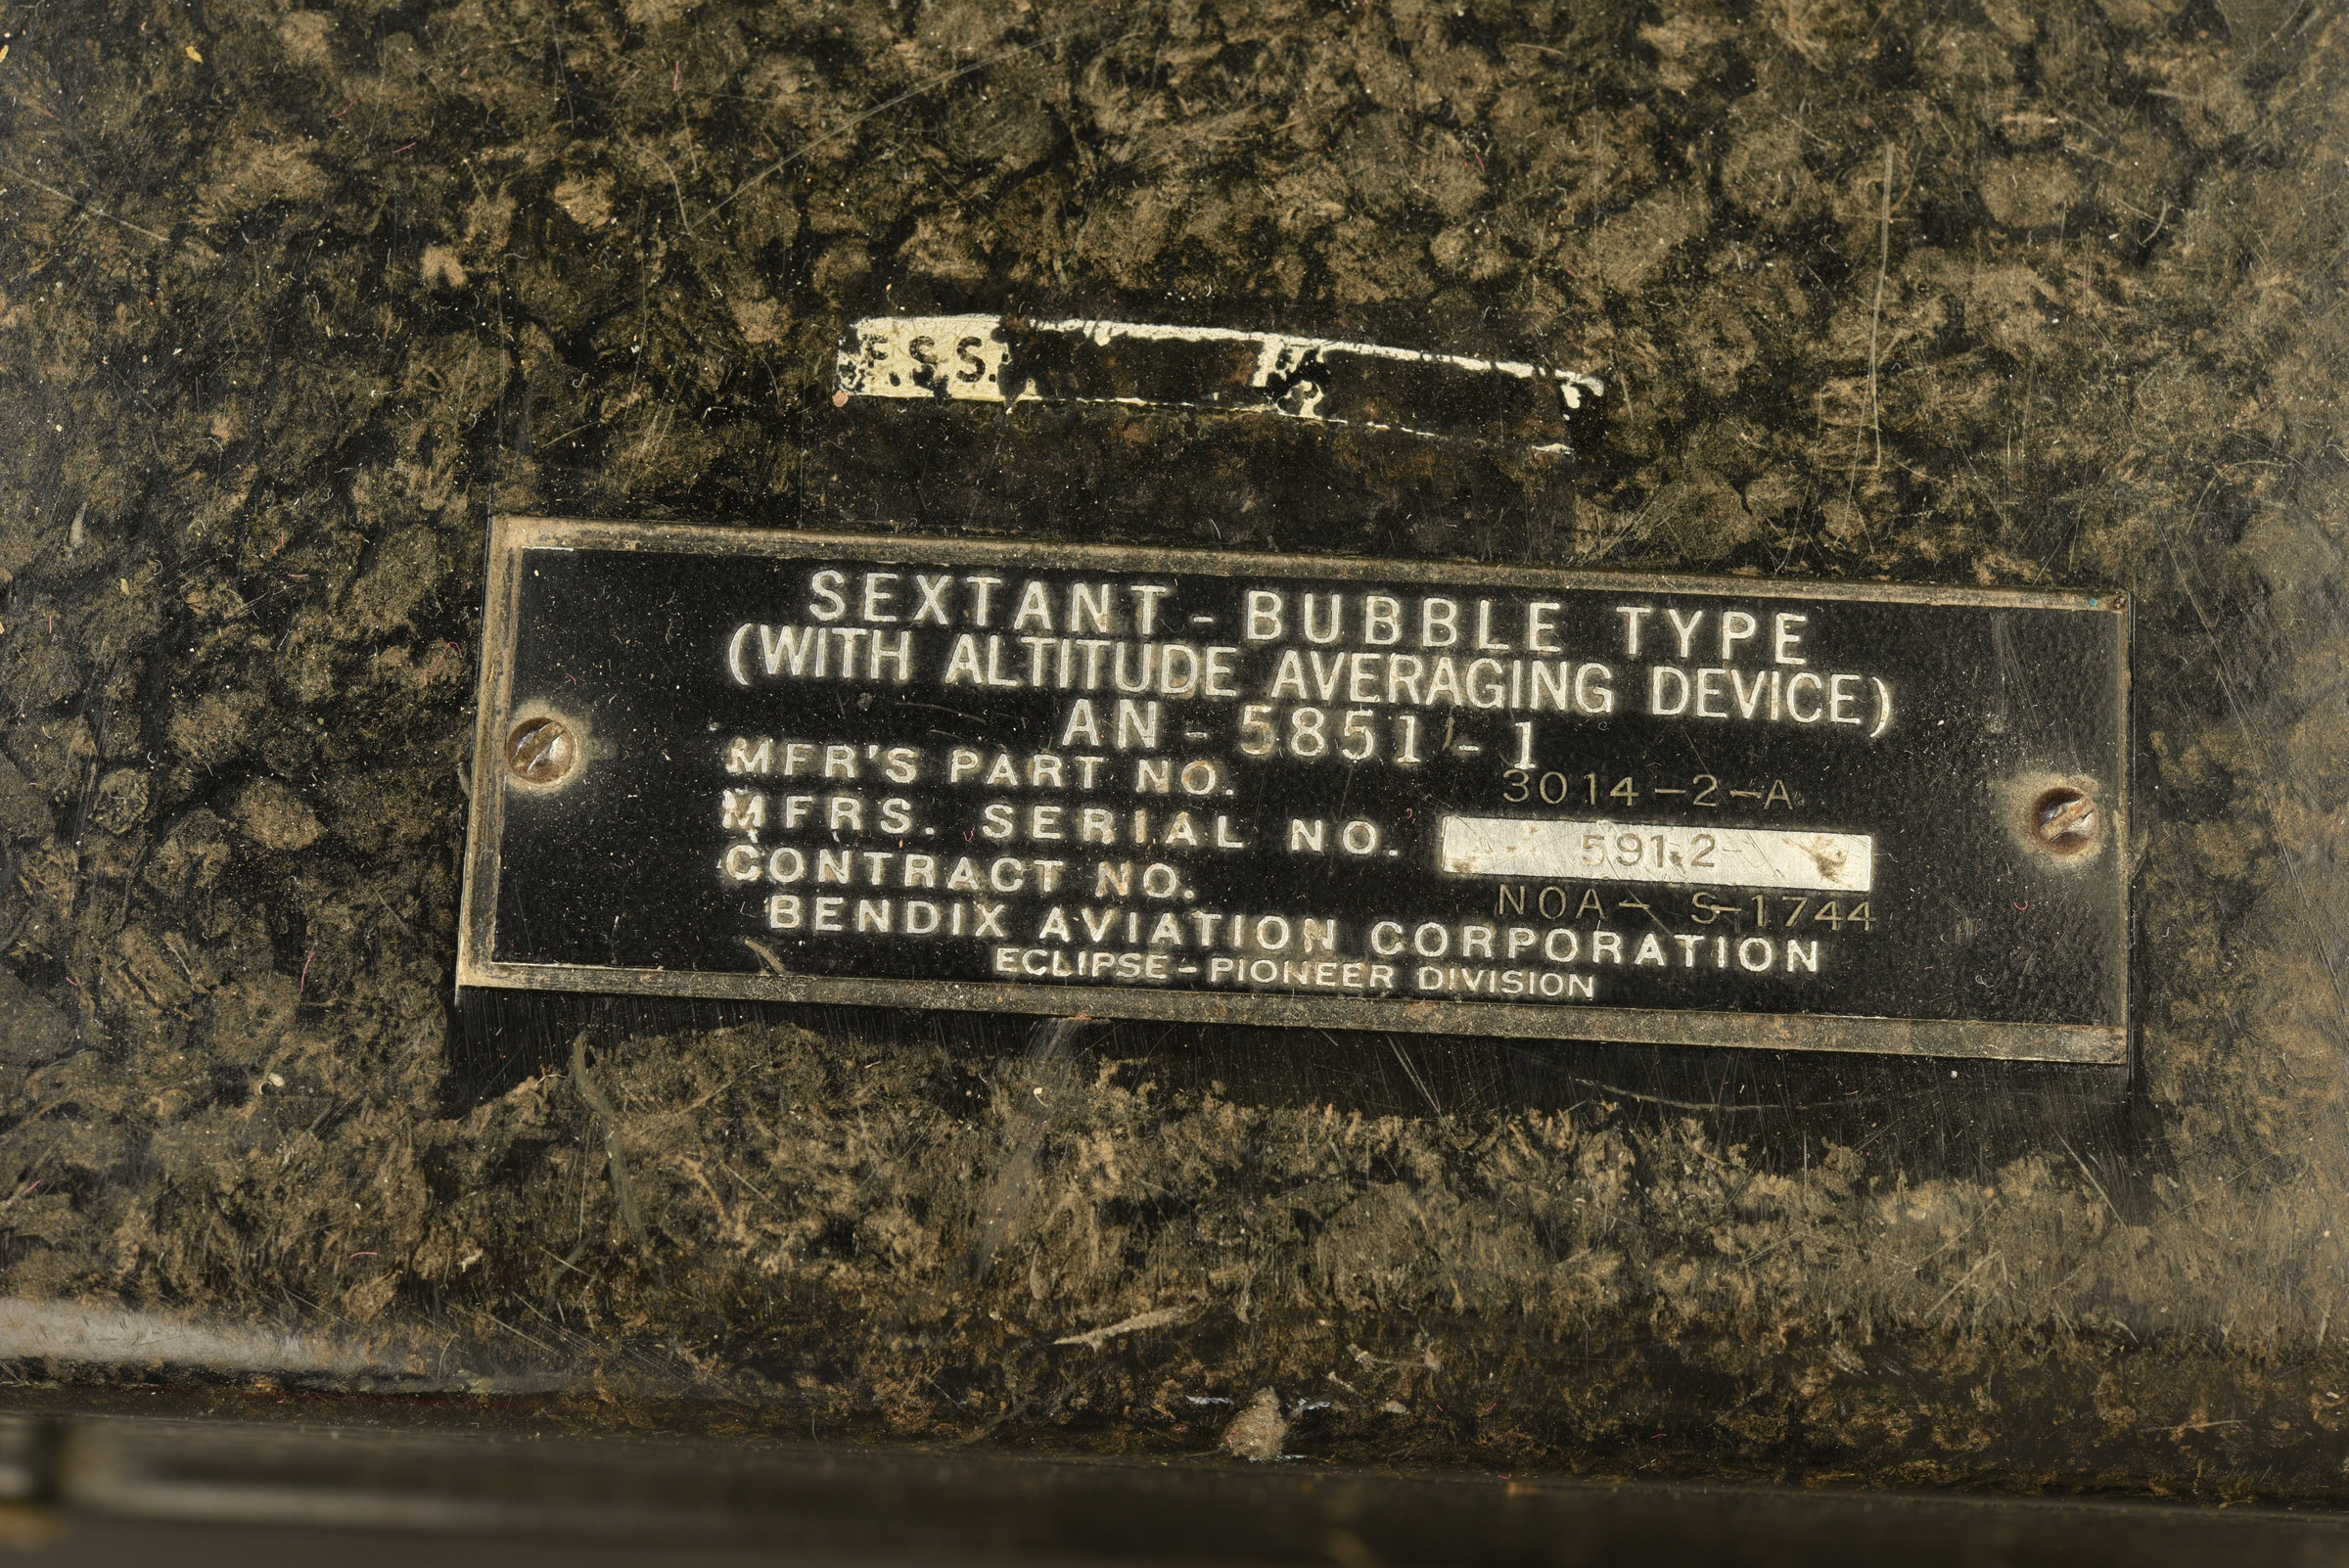 F.S.S.
SEXTANT - BUBBLE TYPE
(WITH ALTITUDE AVERAGING DEVICE)
AN - 5851 - 1
MFR'S PART NO. 3014-2-A
MFRS. SERIAL NO. 5912
CONTRACT NO. NOA- S-1744
BENDIX AVIATION CORPORATION
ECLIPSE-PIONEER DIVISION